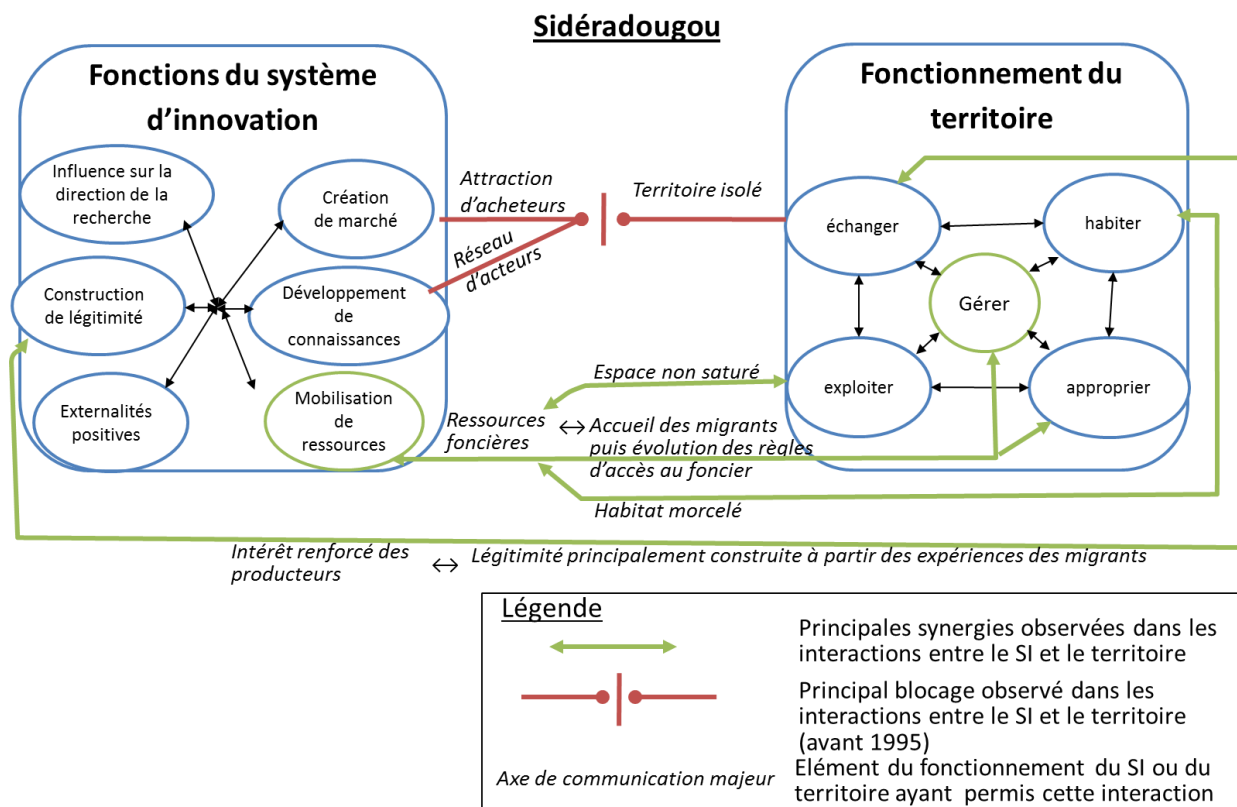 Sidéradougou
Fonctions du système
d'innovation
Influence sur la
direction de la
recherche
Création
de marché
Construction
de légitimité
Développement
de
connaissances
Externalités
positives
Mobilisation
de
ressources
Attraction
d'acheteurs
Réseau
d'acteurs
Territoire isolé
Fonctionnement du
territoire
échanger
habiter
Gérer
exploiter
approprier
Espace non saturé
Ressources
foncières
↔ Accueil des migrants
puis évolution des règles
d'accès au foncier
Habitat morcelé
Intérêt renforcé des
producteurs
↔ Légitimité principalement construite à partir des expériences des migrants
Légende
Principales synergies observées dans les
interactions entre le SI et le territoire
Principal blocage observé dans les
interactions entre le SI et le territoire
(avant 1995)
Axe de communication majeur
Elément du fonctionnement du SI ou du
territoire ayant permis cette interaction